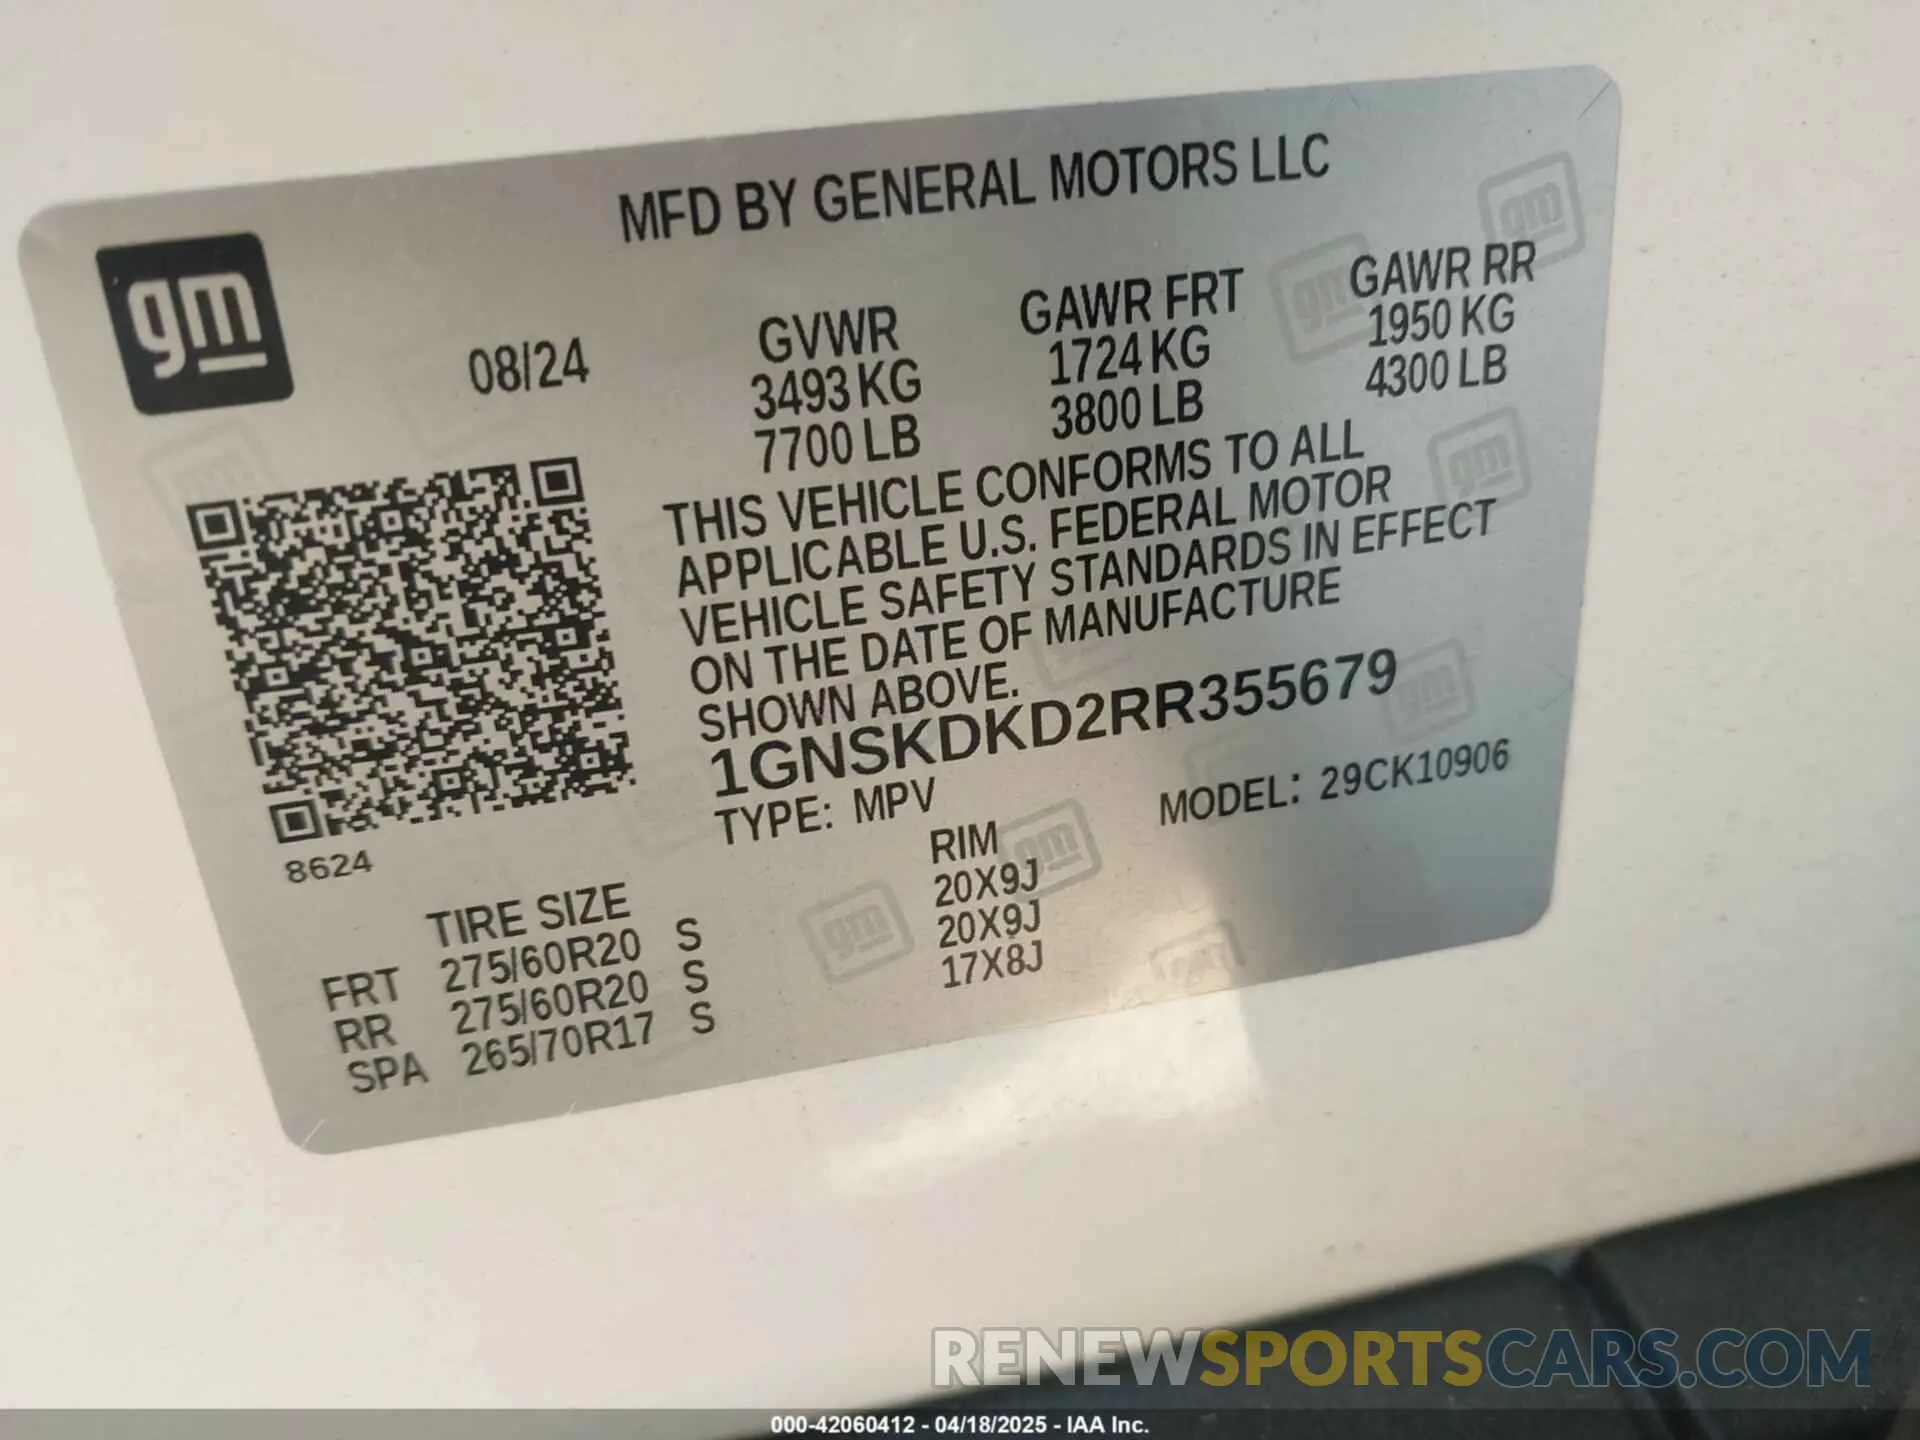 MFD BY GENERAL MOTORS LLC
gm
08/24
GVWR
3493 KG
7700 LB
GAWR FRT
1724 KG
3800 LB
GAWR RR
1950 KG
4300 LB
THIS VEHICLE CONFORMS TO ALL
APPLICABLE U.S. FEDERAL MOTOR
VEHICLE SAFETY STANDARDS IN EFFECT
ON THE DATE OF MANUFACTURE
SHOWN ABOVE.
1GNSKDKD2RR355679
TYPE: MPV
MODEL: 29CK10906
8624
TIRE SIZE
RIM
FRT 275/60R20 S 20X9J
RR 275/60R20 S 20X9J
SPA 265/70R17 S 17X8J
RENEWSPORTSCARS.COM
000-42060412 - 04/18/2025 - IAA Inc.